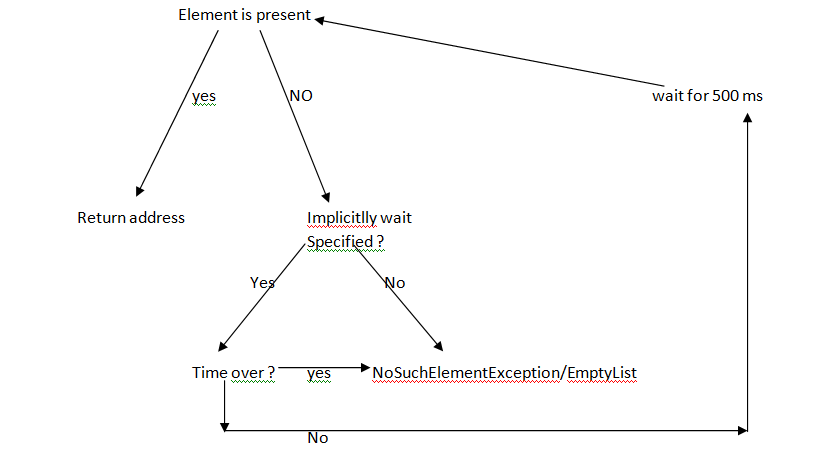 Element is present
yes
NO
wait for 500 ms
Return address
Implicitlly wait
Specified ?
Yes
No
Time over ?
yes
NoSuchElementException/EmptyList
No